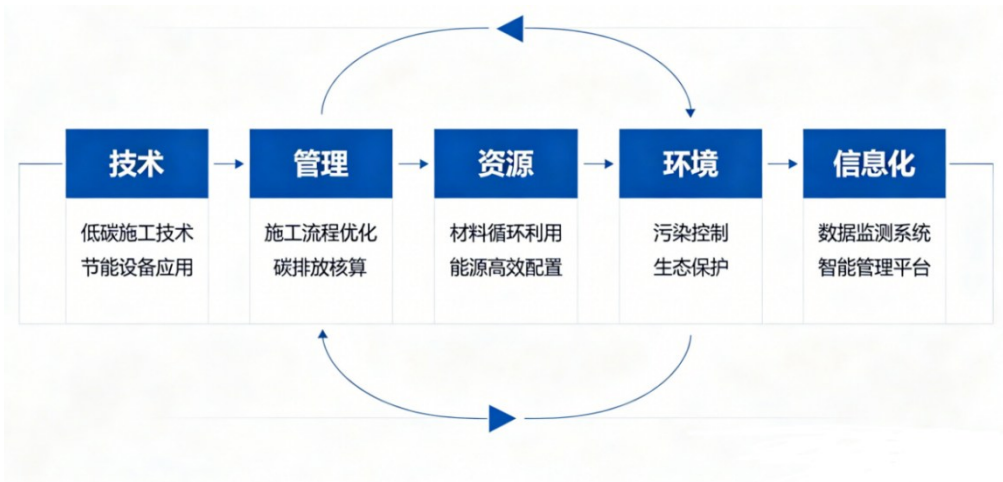 技术
低碳施工技术
节能设备应用
管理
施工流程优化
碳排放核算
资源
材料循环利用
能源高效配置
环境
污染控制
生态保护
信息化
数据监测系统
智能管理平台